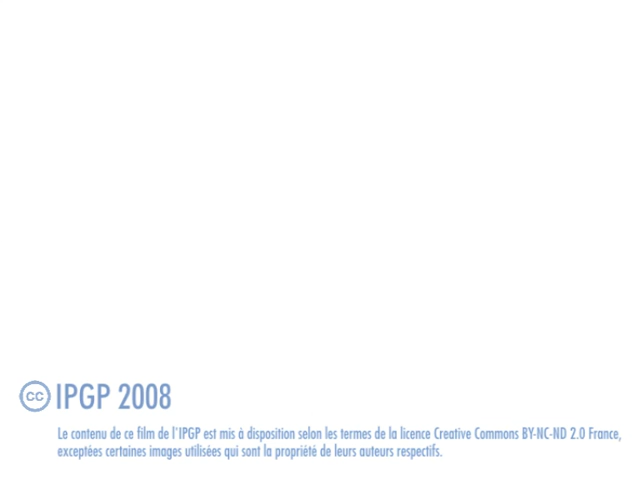 cc IPGP 2008
Le contenu de ce film de l'IPGP est mis à disposition selon les termes de la licence Creative Commons BY-NC-ND 2.0 France,
exceptées certaines images utilisées qui sont la propriété de leurs auteurs respectifs.